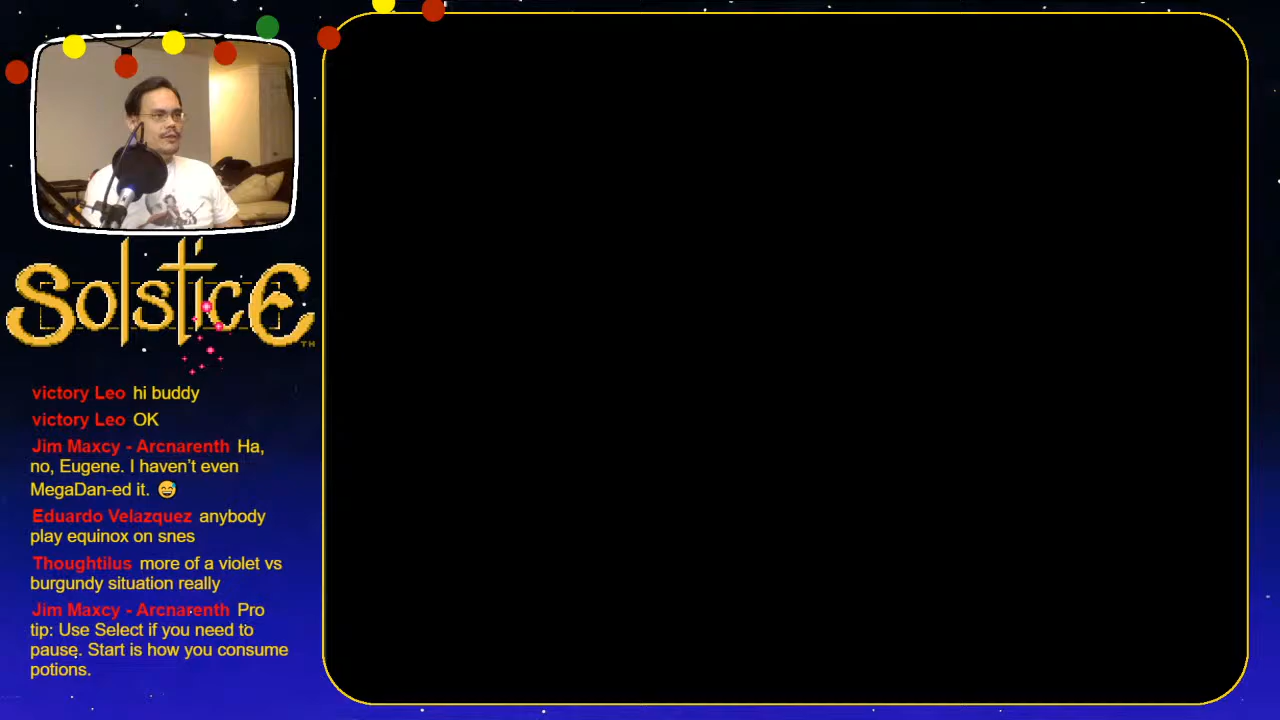 Solstice
TM
victory Leo hi buddy
victory Leo OK
Jim Maxcy - Arcnarenth Ha,
no, Eugene. I haven't even
MegaDan-ed it. 😅
Eduardo Velazquez anybody
play equinox on snes
Thoughtilus more of a violet vs
burgundy situation really
Jim Maxcy - Arcnarenth Pro
tip: Use Select if you need to
pause. Start is how you consume
potions.